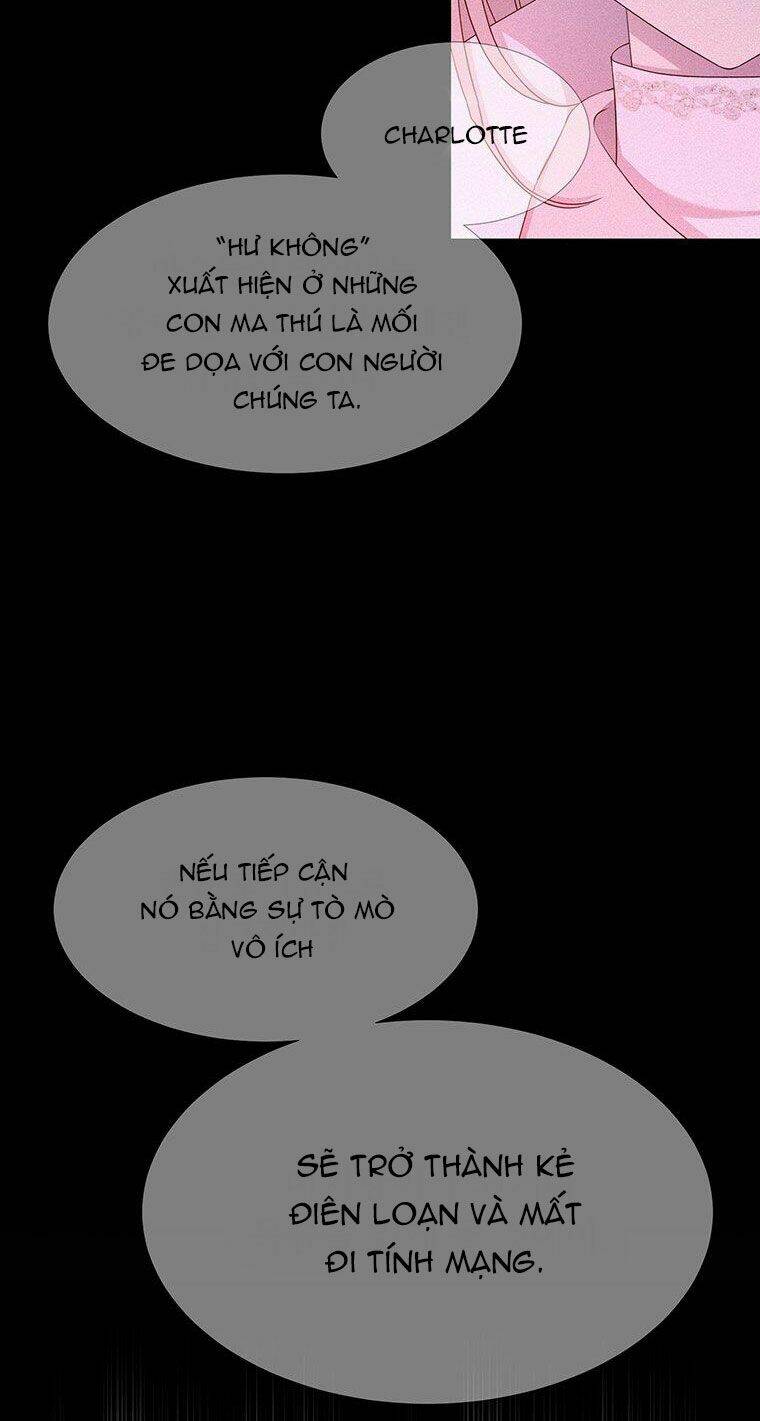 CHARLOTTE
“HƯ KHÔNG”
XUẤT HIỆN Ở NHỮNG
CON MA THÚ LÀ MỐI
ĐE DỌA VỚI CON NGƯỜI
CHÚNG TA.
NẾU TIẾP CẬN
NÓ BẰNG SỰ TÒ MÒ
VÔ ÍCH
SẼ TRỞ THÀNH KẺ
ĐIÊN LOẠN VÀ MẤT
ĐI TÍNH MẠNG.